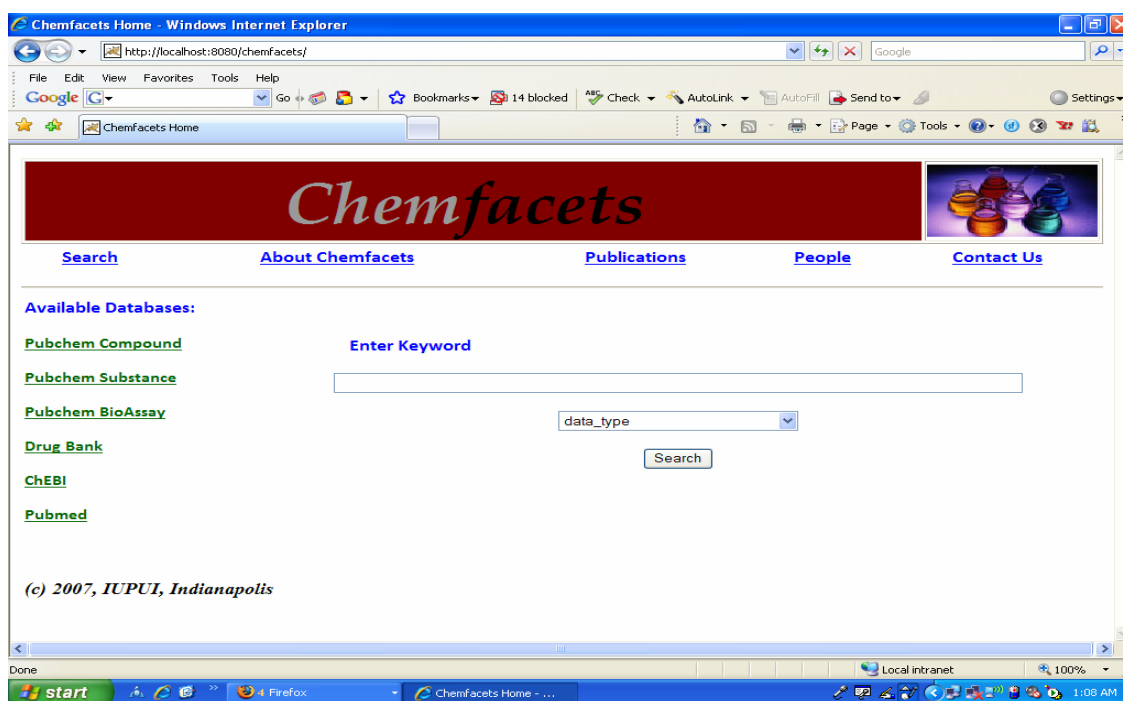 Chemfacets Home - Windows Internet Explorer
http://localhost:8080/chemfacets/
Google
File Edit View Favorites Tools Help
Google G Go Bookmarks 14 blocked ABC Check AutoLink AutoFill Send to Settings
Chemfacets Home Page Tools
Chemfacets
Search About Chemfacets Publications People Contact Us
Available Databases:
Pubchem Compound
Enter Keyword
Pubchem Substance
Pubchem BioAssay
data_type
Drug Bank
Search
ChEBI
Pubmed
(c) 2007, IUPUI, Indianapolis
Done Local intranet 100%
start 4 Firefox Chemfacets Home - ... 1:08 AM